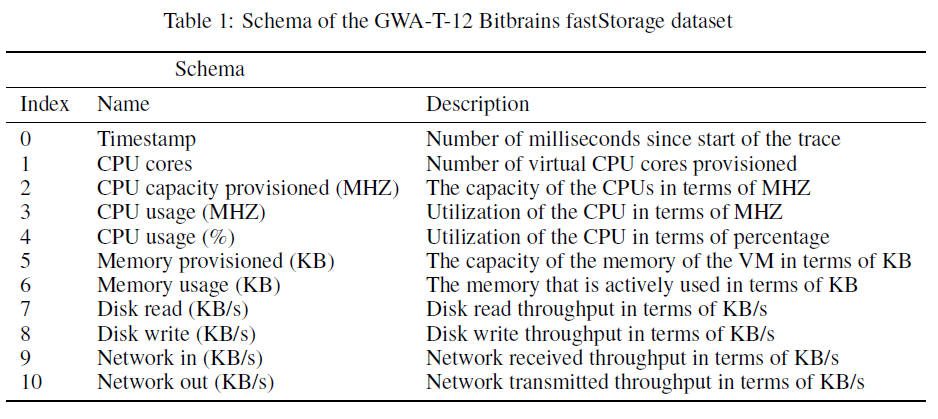 Table 1: Schema of the GWA-T-12 Bitbrains fastStorage dataset
Schema
Index Name Description
0 Timestamp Number of milliseconds since start of the trace
1 CPU cores Number of virtual CPU cores provisioned
2 CPU capacity provisioned (MHZ) The capacity of the CPUs in terms of MHZ
3 CPU usage (MHZ) Utilization of the CPU in terms of MHZ
4 CPU usage (%) Utilization of the CPU in terms of percentage
5 Memory provisioned (KB) The capacity of the memory of the VM in terms of KB
6 Memory usage (KB) The memory that is actively used in terms of KB
7 Disk read (KB/s) Disk read throughput in terms of KB/s
8 Disk write (KB/s) Disk write throughput in terms of KB/s
9 Network in (KB/s) Network received throughput in terms of KB/s
10 Network out (KB/s) Network transmitted throughput in terms of KB/s